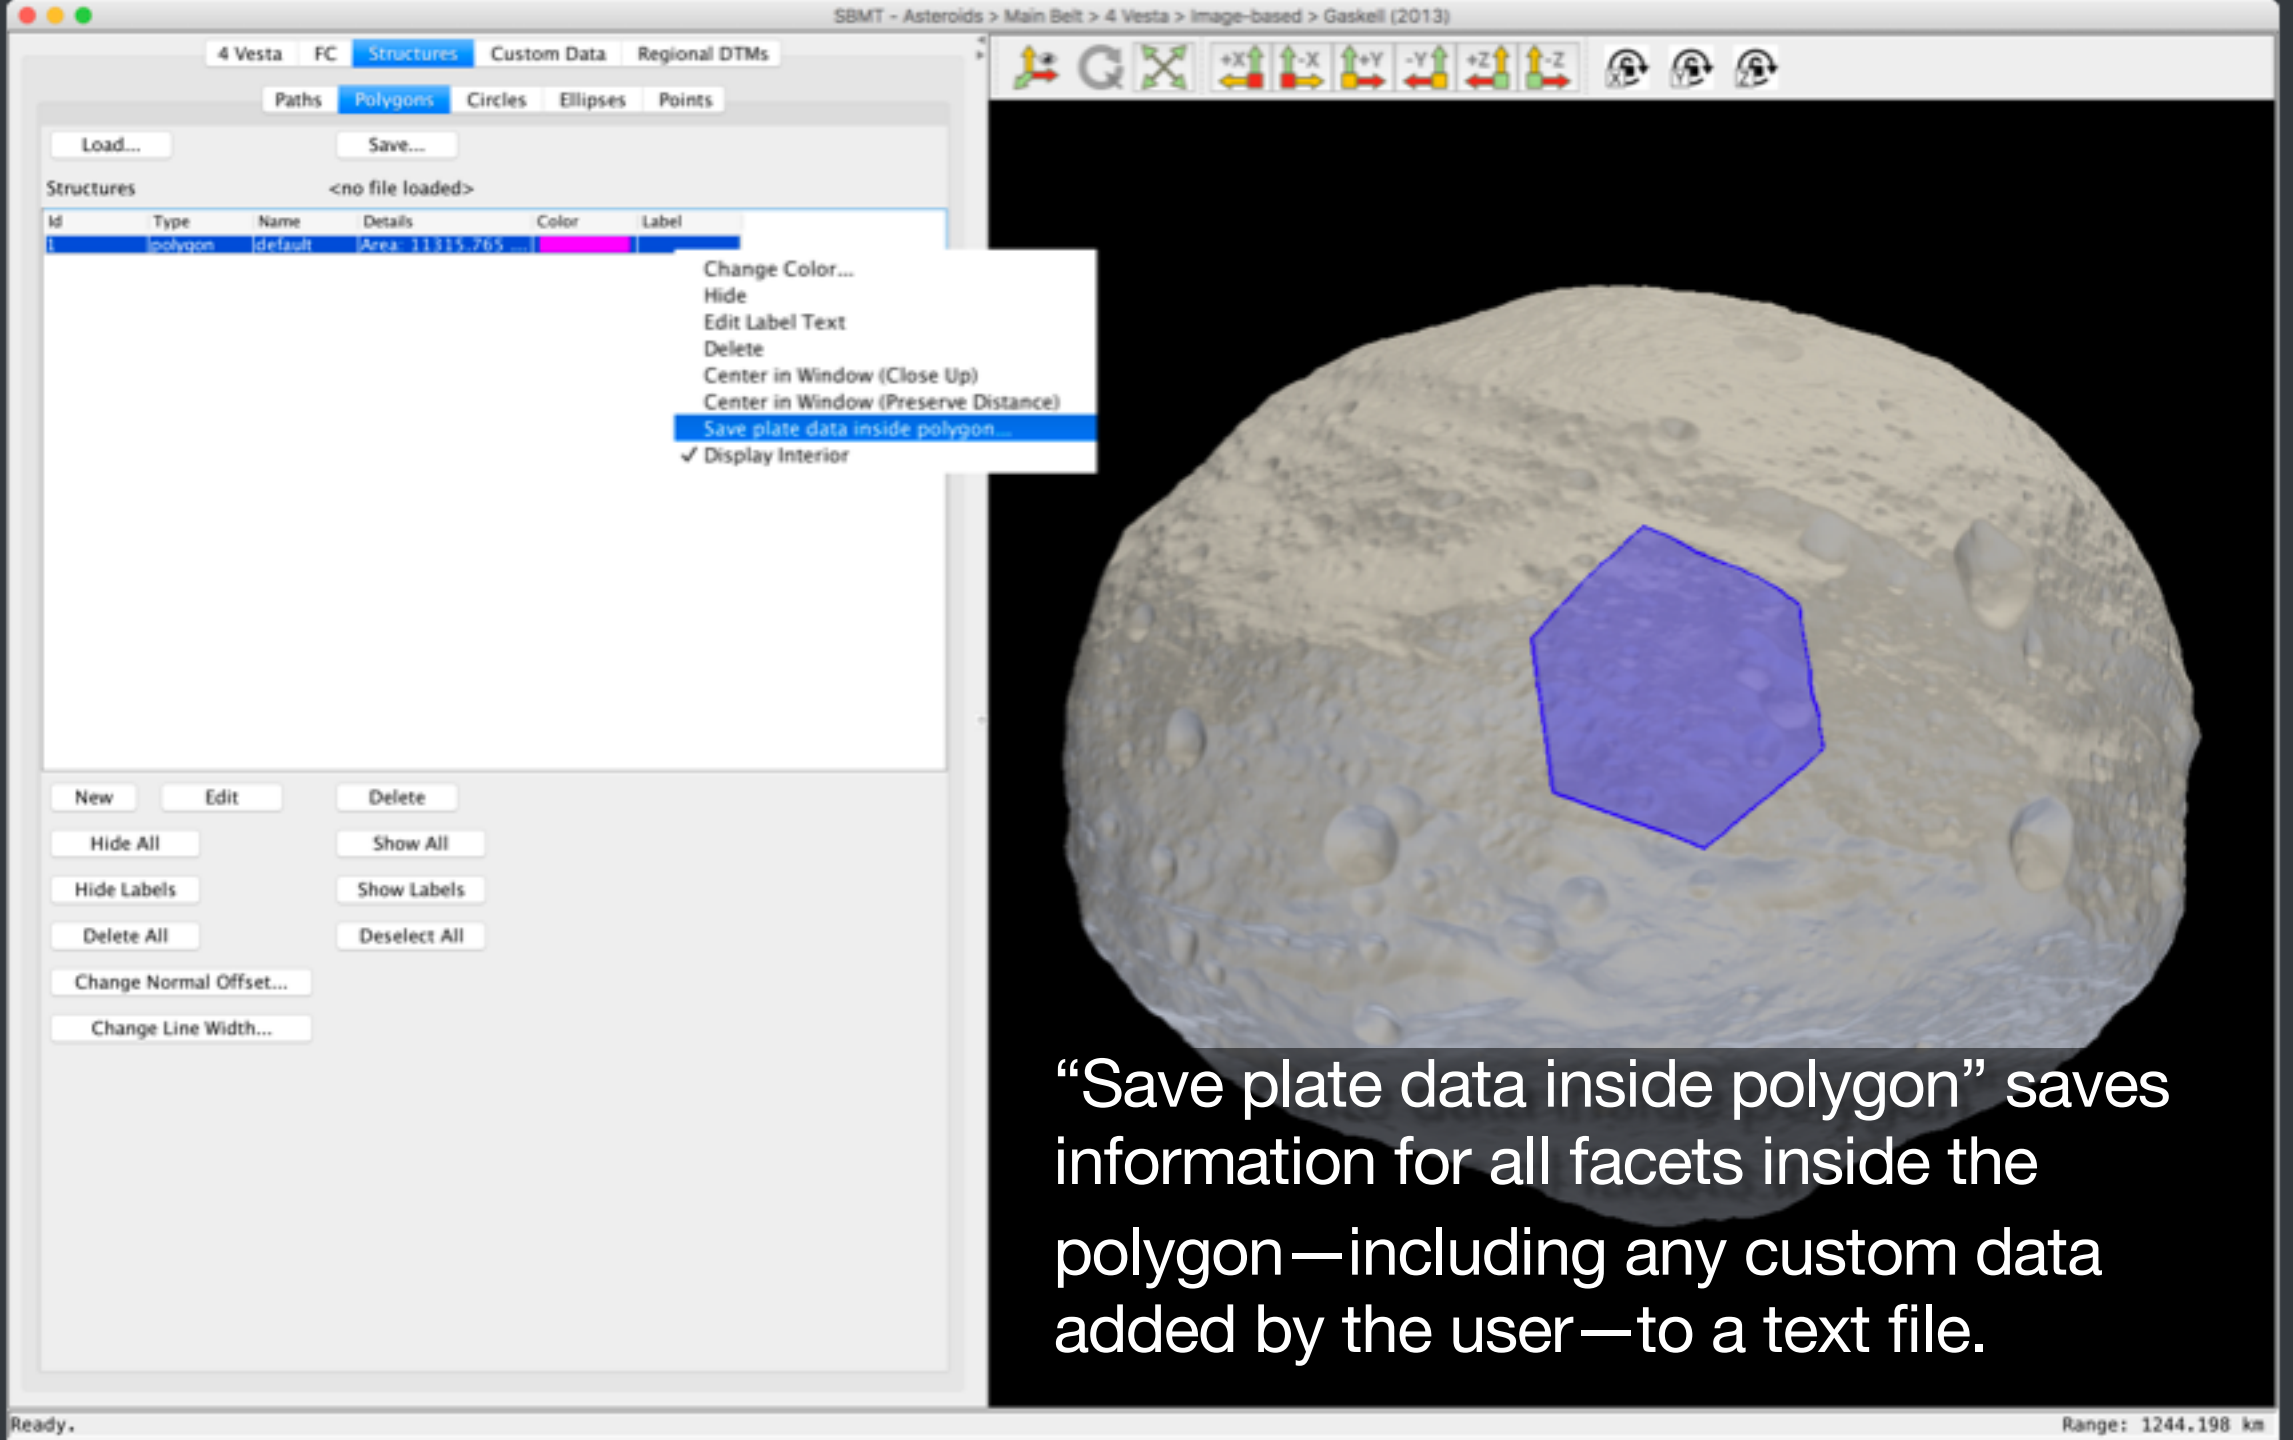 SBMT - Asteroids > Main Belt > 4 Vesta > Image-based > Gaskell (2013)
4 Vesta FC Structures Custom Data Regional DTMs
Paths Polygons Circles Ellipses Points
Load... Save...
Structures <no file loaded>
Id Type Name Details Color Label
1 polygon default Area: 11315.765 ...
Change Color...
Hide
Edit Label Text
Delete
Center in Window (Close Up)
Center in Window (Preserve Distance)
Save plate data inside polygon...
✓ Display Interior
New Edit Delete
Hide All Show All
Hide Labels Show Labels
Delete All Deselect All
Change Normal Offset...
Change Line Width...
+X -X +Y -Y +Z -Z X Y Z
“Save plate data inside polygon” saves
information for all facets inside the
polygon—including any custom data
added by the user—to a text file.
Ready. Range: 1244.198 km